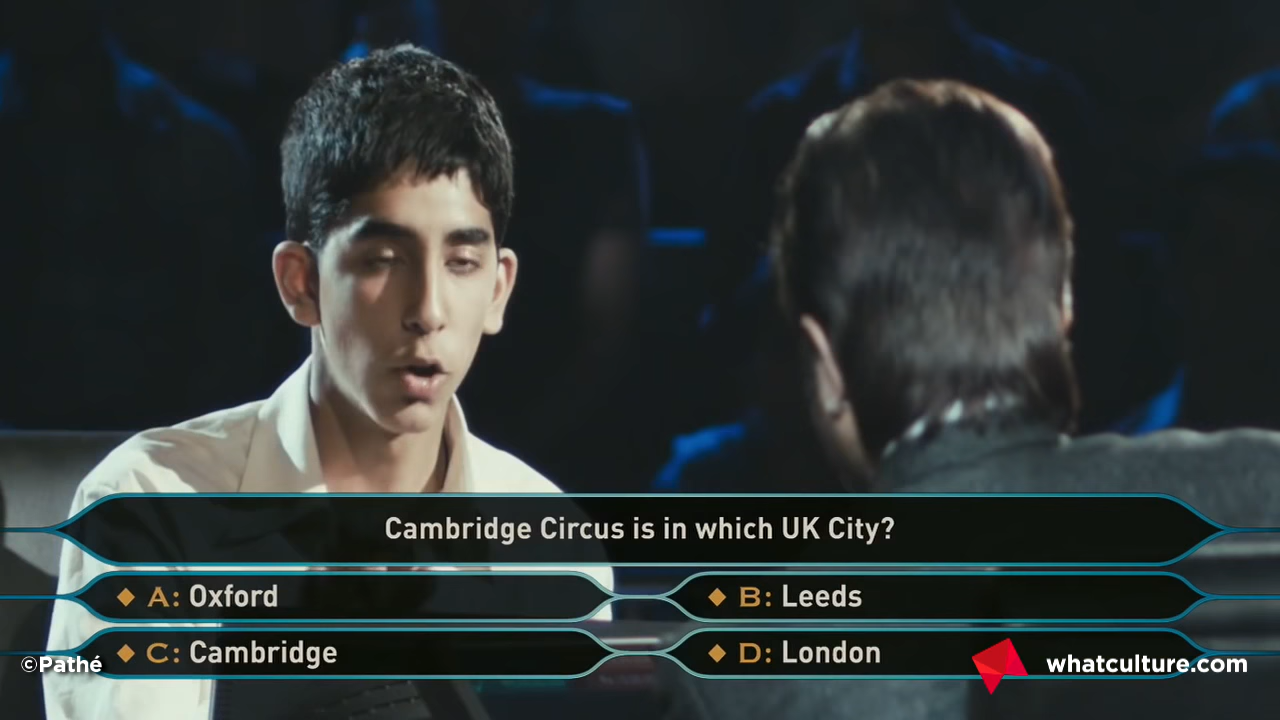 Cambridge Circus is in which UK City?
A: Oxford
B: Leeds
C: Cambridge
D: London
©Pathé
whatculture.com